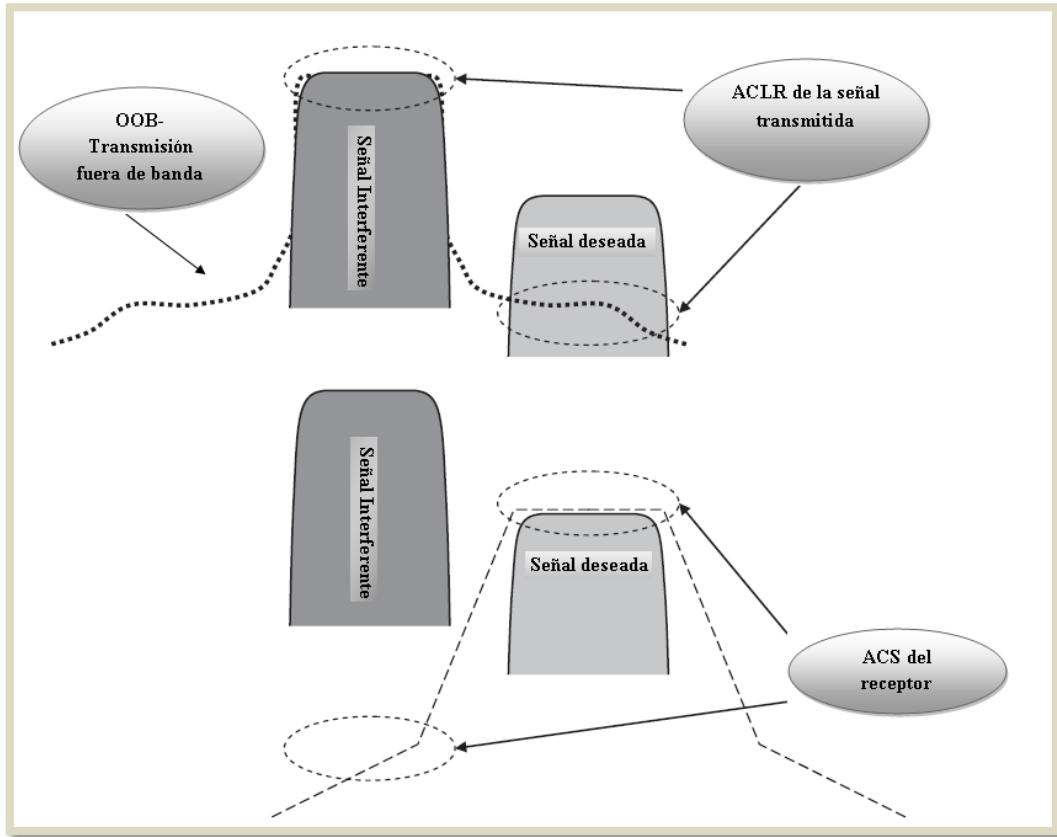 OOB-
Transmisión
fuera de banda
Señal Interferente
ACLR de la señal
transmitida
Señal deseada
Señal Interferente
Señal deseada
ACS del
receptor